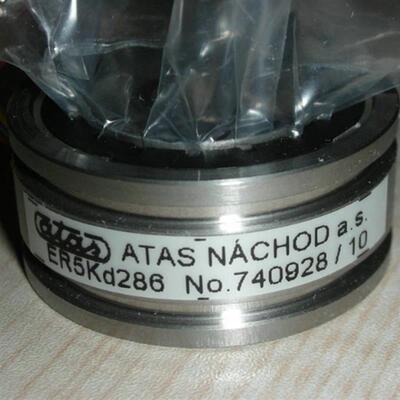 atas ATAS NÁCHOD a.s.
ER5Kd286 No.740928 / 10